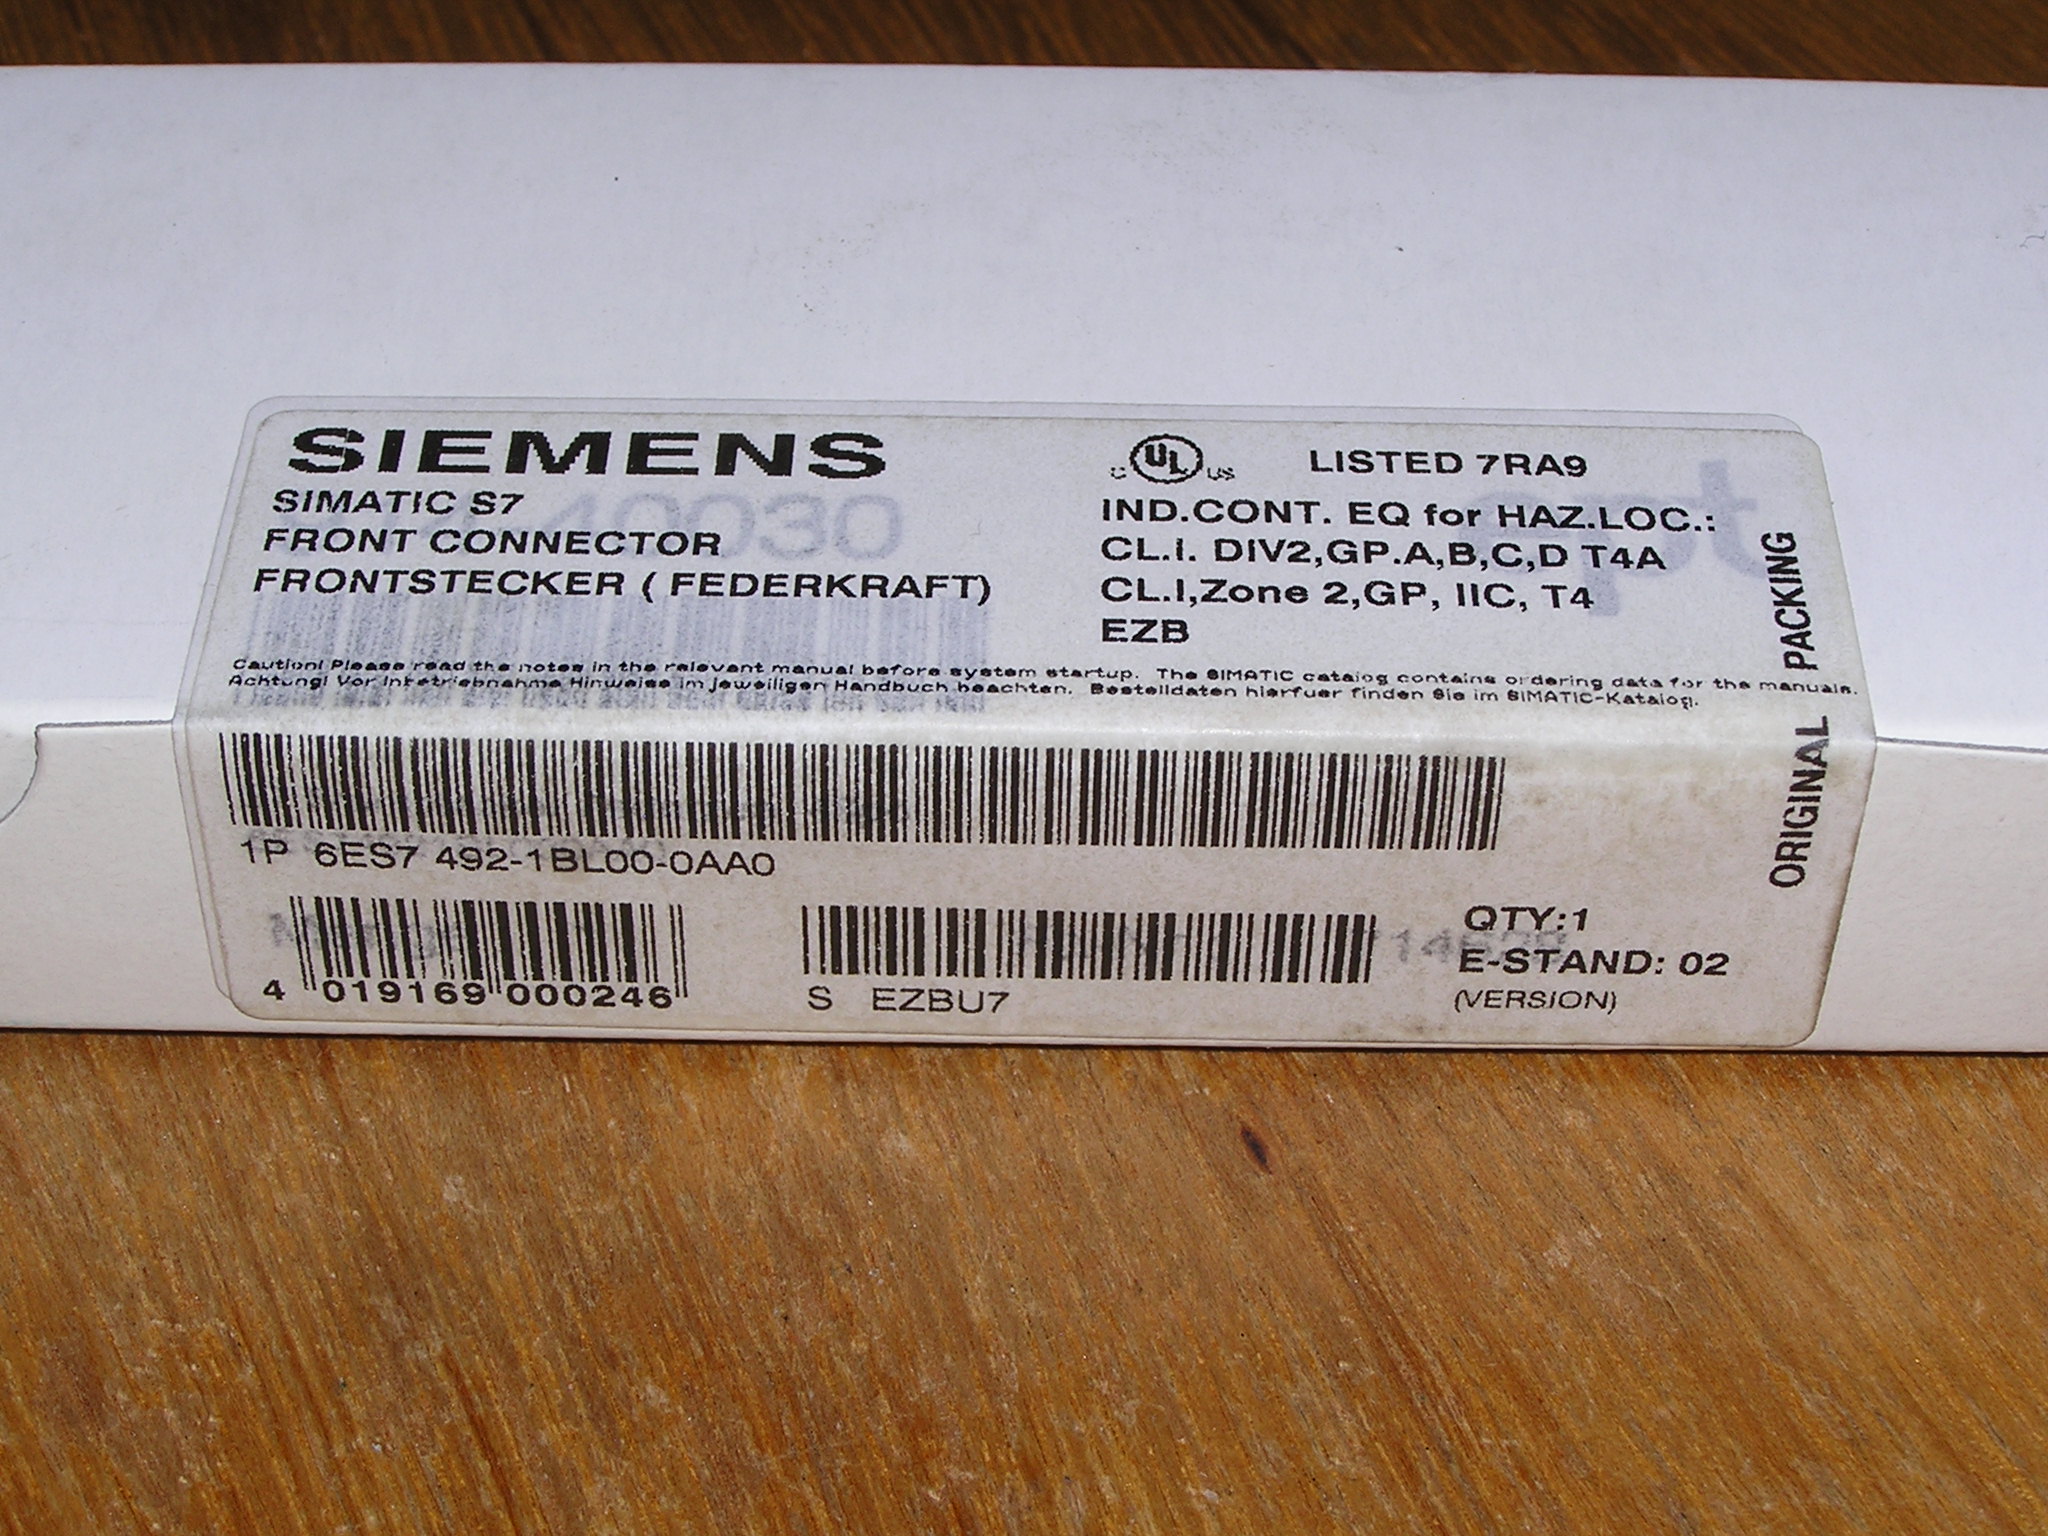 SIEMENS
SIMATIC S7
FRONT CONNECTOR
FRONTSTECKER ( FEDERKRAFT)
C UL US LISTED 7RA9
IND.CONT. EQ for HAZ.LOC.:
CL.I. DIV2,GP.A,B,C,D T4A
CL.I,Zone 2,GP, IIC, T4
EZB
Caution! Please read the notes in the relevant manual before system startup. The SIMATIC catalog contains ordering data for the manuals.
Achtung! Vor Inbetriebnahme Hinweise im jeweiligen Handbuch beachten. Bestelldaten hierfuer finden Sie im SIMATIC-Katalog.
ORIGINAL PACKING
1P 6ES7 492-1BL00-0AA0
4 019169 000246
S EZBU7
QTY:1
E-STAND: 02
(VERSION)